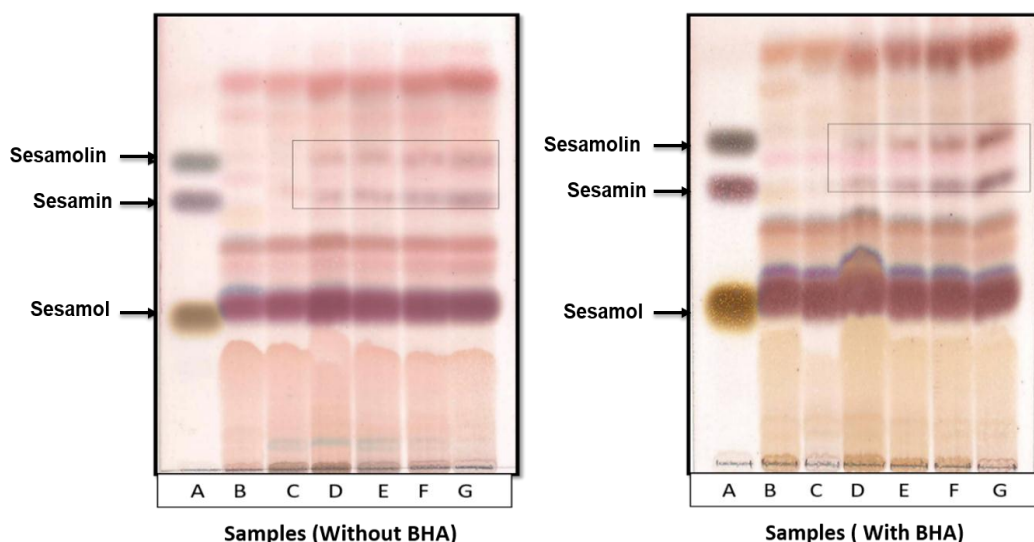 Sesamolin
Sesamin
Sesamol
A B C D E F G
Samples (Without BHA)
Sesamolin
Sesamin
Sesamol
A B C D E F G
Samples ( With BHA)